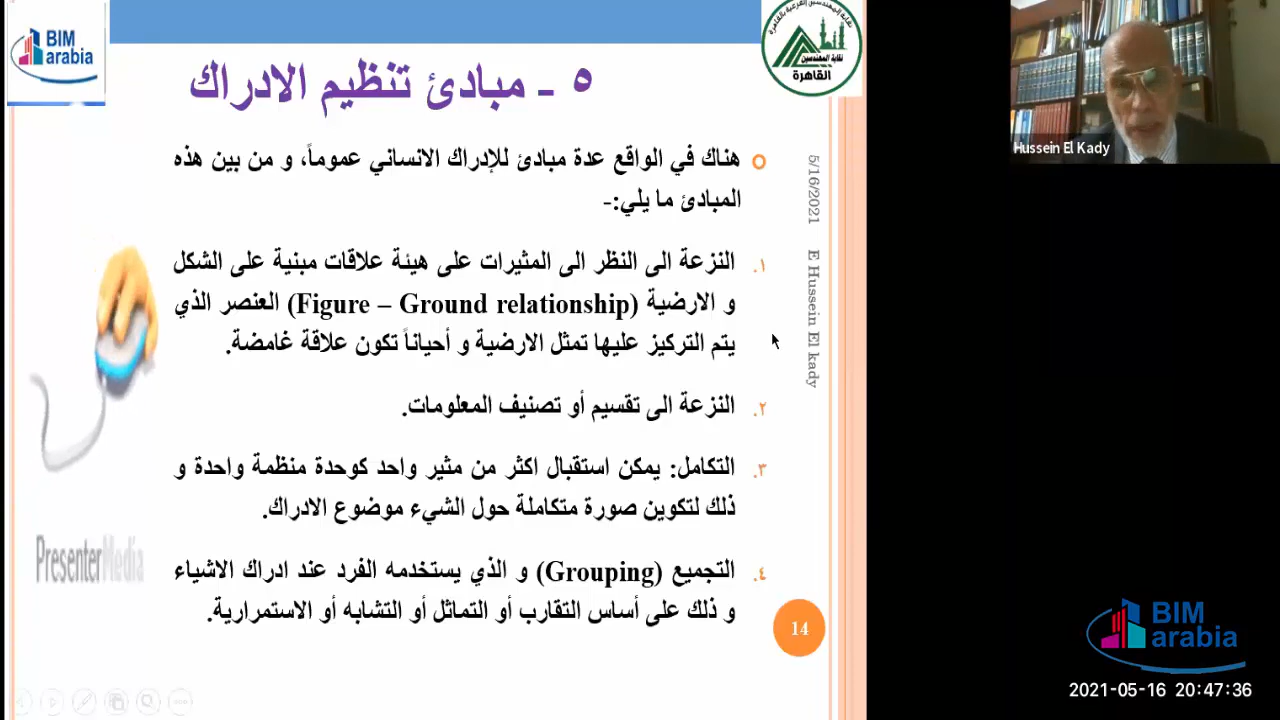 BIM
arabia
نقابة المهندسين الفرعية بالقاهرة
نقابة المهندسين
القاهرة
٥ - مبادئ تنظيم الادراك
هناك في الواقع عدة مبادئ للإدراك الانساني عموماً، و من بين هذه
المبادئ ما يلي:-
١. النزعة الى النظر الى المثيرات على هيئة علاقات مبنية على الشكل
و الارضية (Figure – Ground relationship) العنصر الذي
يتم التركيز عليها تمثل الارضية و أحياناً تكون علاقة غامضة.
٢. النزعة الى تقسيم أو تصنيف المعلومات.
٣. التكامل: يمكن استقبال اكثر من مثير واحد كوحدة منظمة واحدة و
ذلك لتكوين صورة متكاملة حول الشيء موضوع الادراك.
٤. التجميع (Grouping) و الذي يستخدمه الفرد عند ادراك الاشياء
و ذلك على أساس التقارب أو التماثل أو التشابه أو الاستمرارية.
5/16/2021
E Hussein El kady
14
PresenterMedia
Hussein El Kady
BIM
arabia
2021-05-16 20:47:36